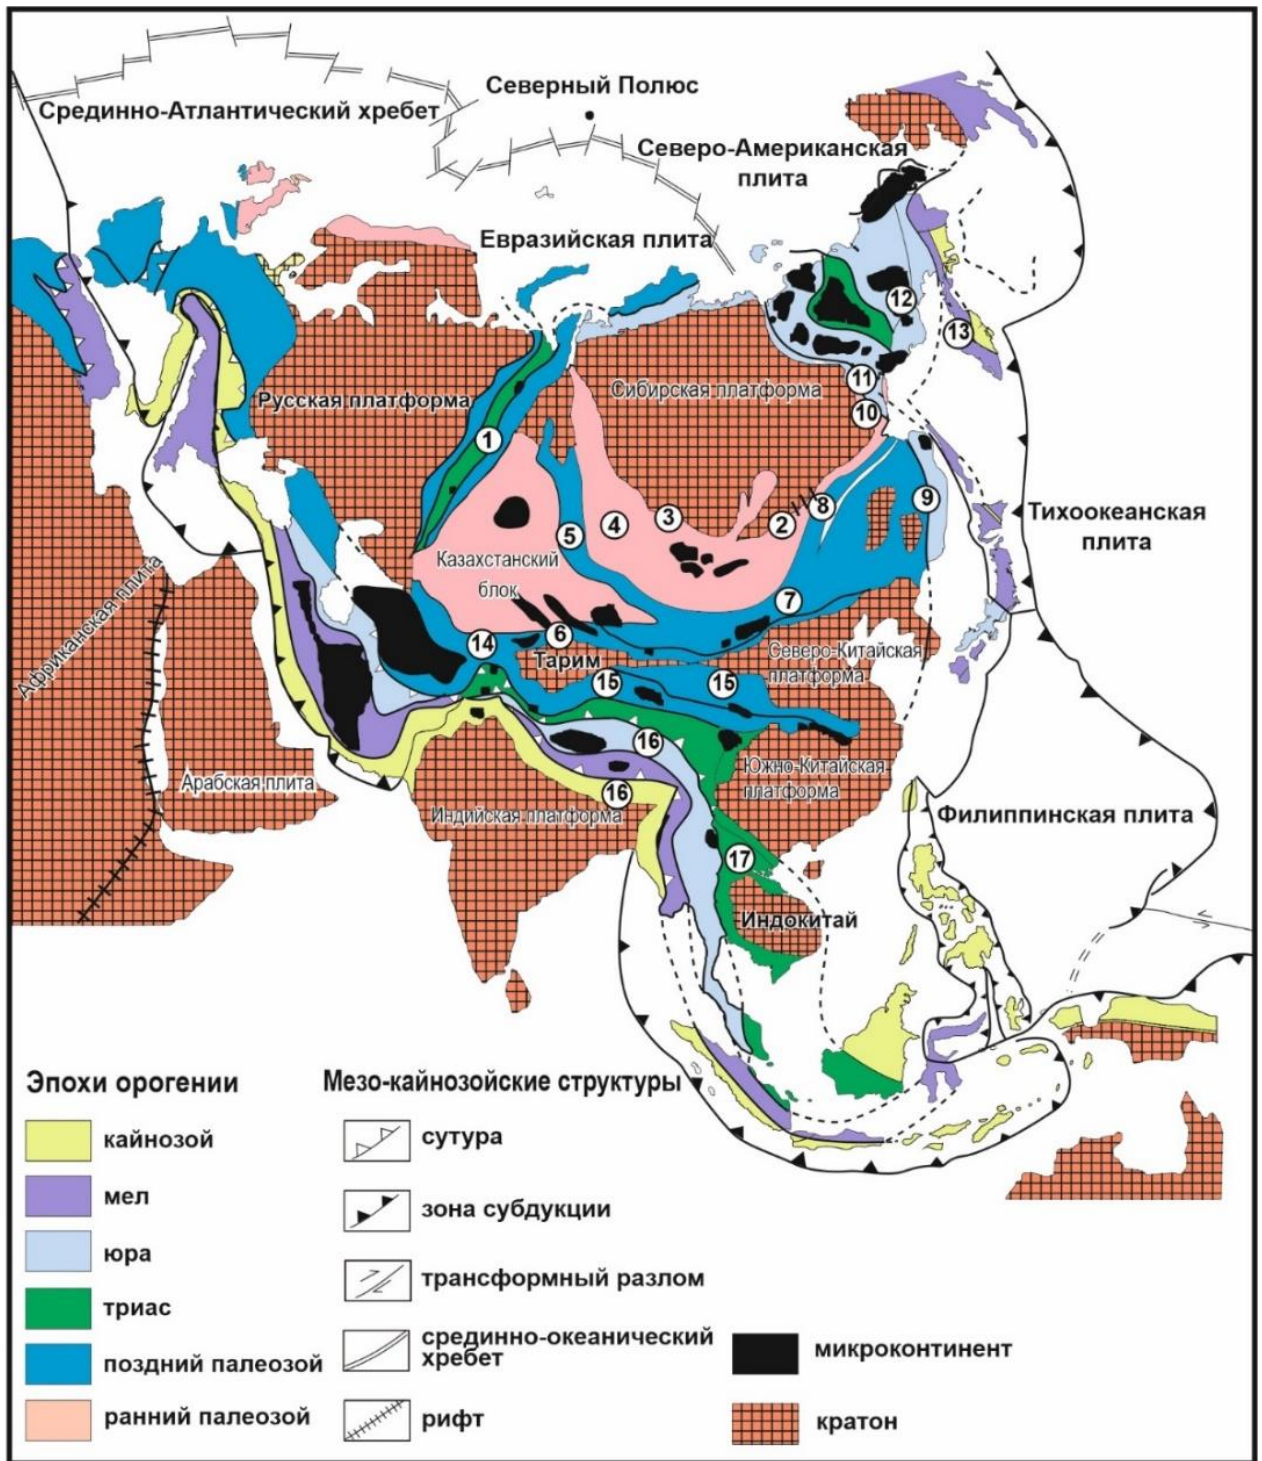 Северный Полюс
Срединно-Атлантический хребет
Северо-Американская
плита
Евразийская плита
12
13
Сибирская платформа
Русская платформа
11
10
1
9
Тихоокеанская
плита
8
2
3
4
5
Казахстанский
блок
Африканская плита
7
6
14
Тарим
Северо-Китайская
платформа
15
15
16
Южно-Китайская
платформа
Арабская плита
16
Индийская платформа
Филиппинская плита
17
Индокитай
Эпохи орогении
кайнозой
мел
юра
триас
поздний палеозой
ранний палеозой
Мезо-кайнозойские структуры
сутура
зона субдукции
трансформный разлом
срединно-океанический
хребет
рифт
микроконтинент
кратон